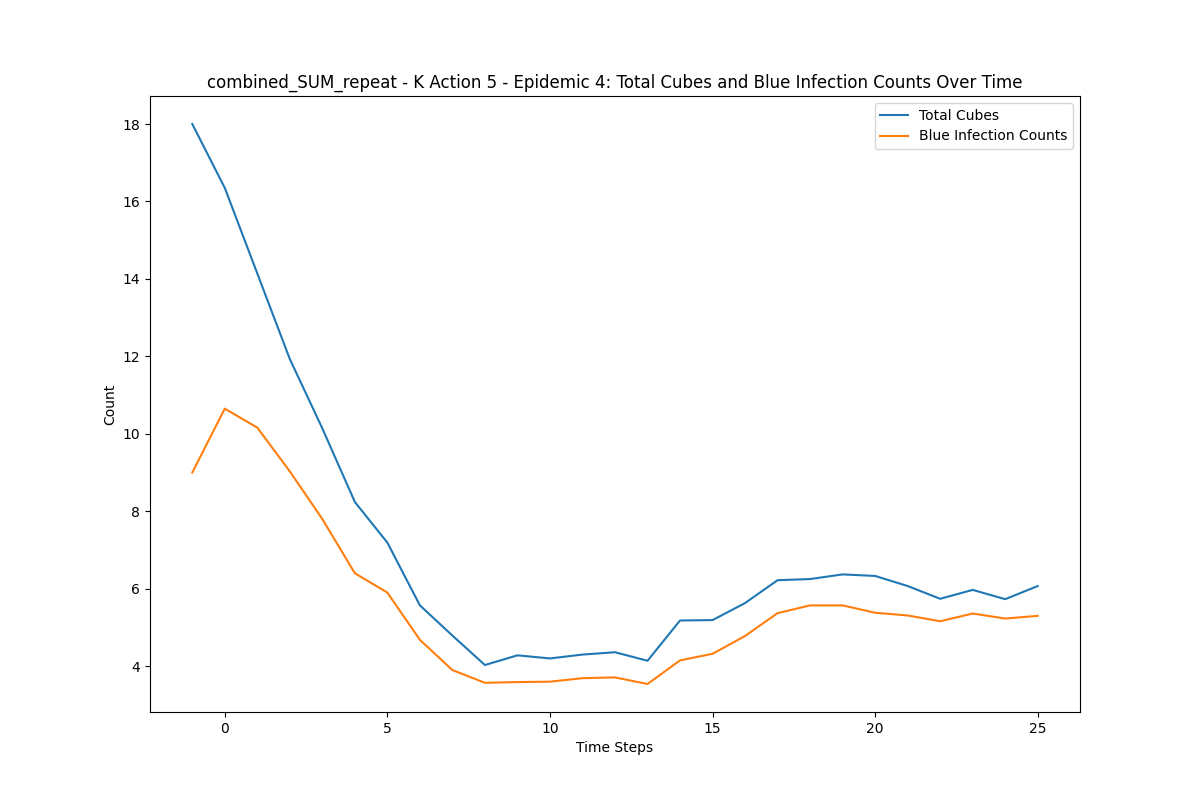 combined_SUM_repeat - K Action 5 - Epidemic 4: Total Cubes and Blue Infection Counts Over Time
Total Cubes
Blue Infection Counts
18
16
14
12
10
8
6
4
Count
0 5 10 15 20 25
Time Steps